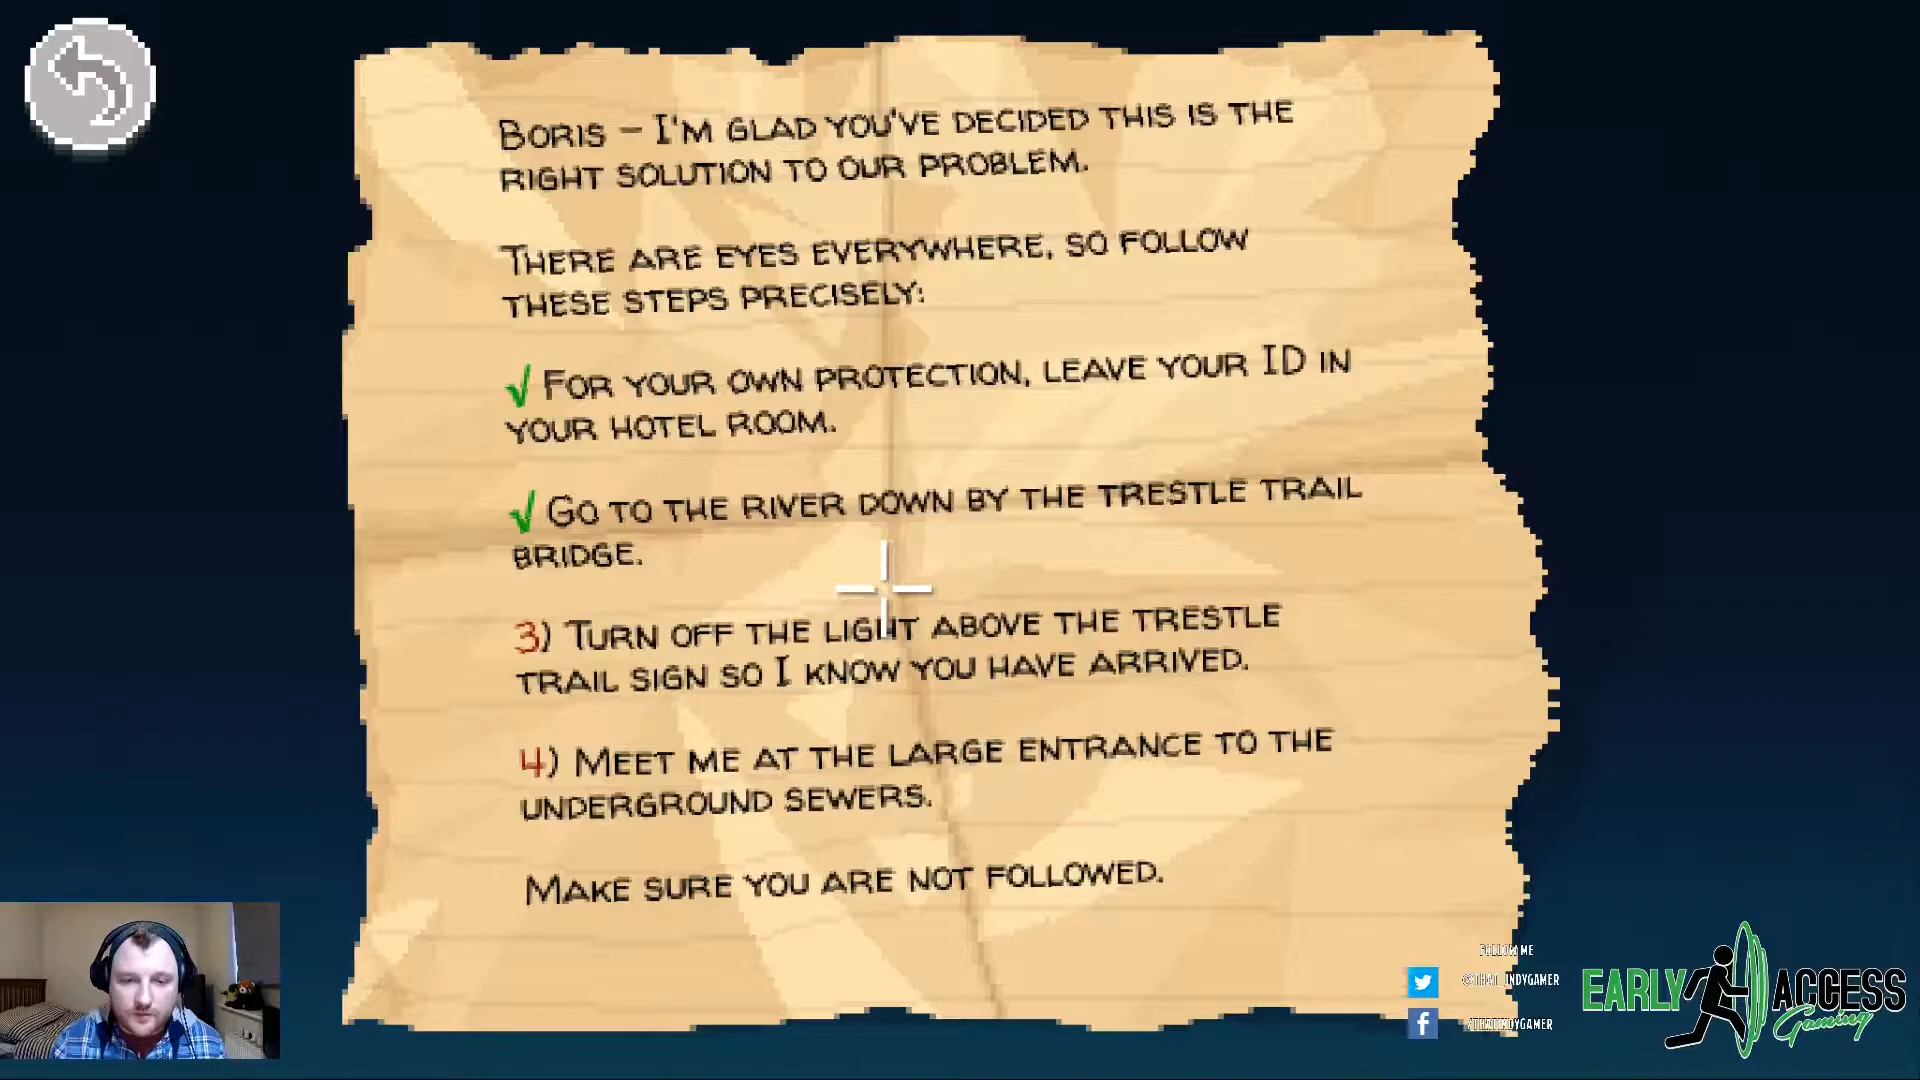 BORIS – I'M GLAD YOU'VE DECIDED THIS IS THE
RIGHT SOLUTION TO OUR PROBLEM.
THERE ARE EYES EVERYWHERE, SO FOLLOW
THESE STEPS PRECISELY:
√ FOR YOUR OWN PROTECTION, LEAVE YOUR ID IN
YOUR HOTEL ROOM.
√ GO TO THE RIVER DOWN BY THE TRESTLE TRAIL
BRIDGE.
3) TURN OFF THE LIGHT ABOVE THE TRESTLE
TRAIL SIGN SO I KNOW YOU HAVE ARRIVED.
4) MEET ME AT THE LARGE ENTRANCE TO THE
UNDERGROUND SEWERS.
MAKE SURE YOU ARE NOT FOLLOWED.
FOLLOW ME
@THAT_INDYGAMER
/THATINDYGAMER
EARLY ACCESS
Gaming